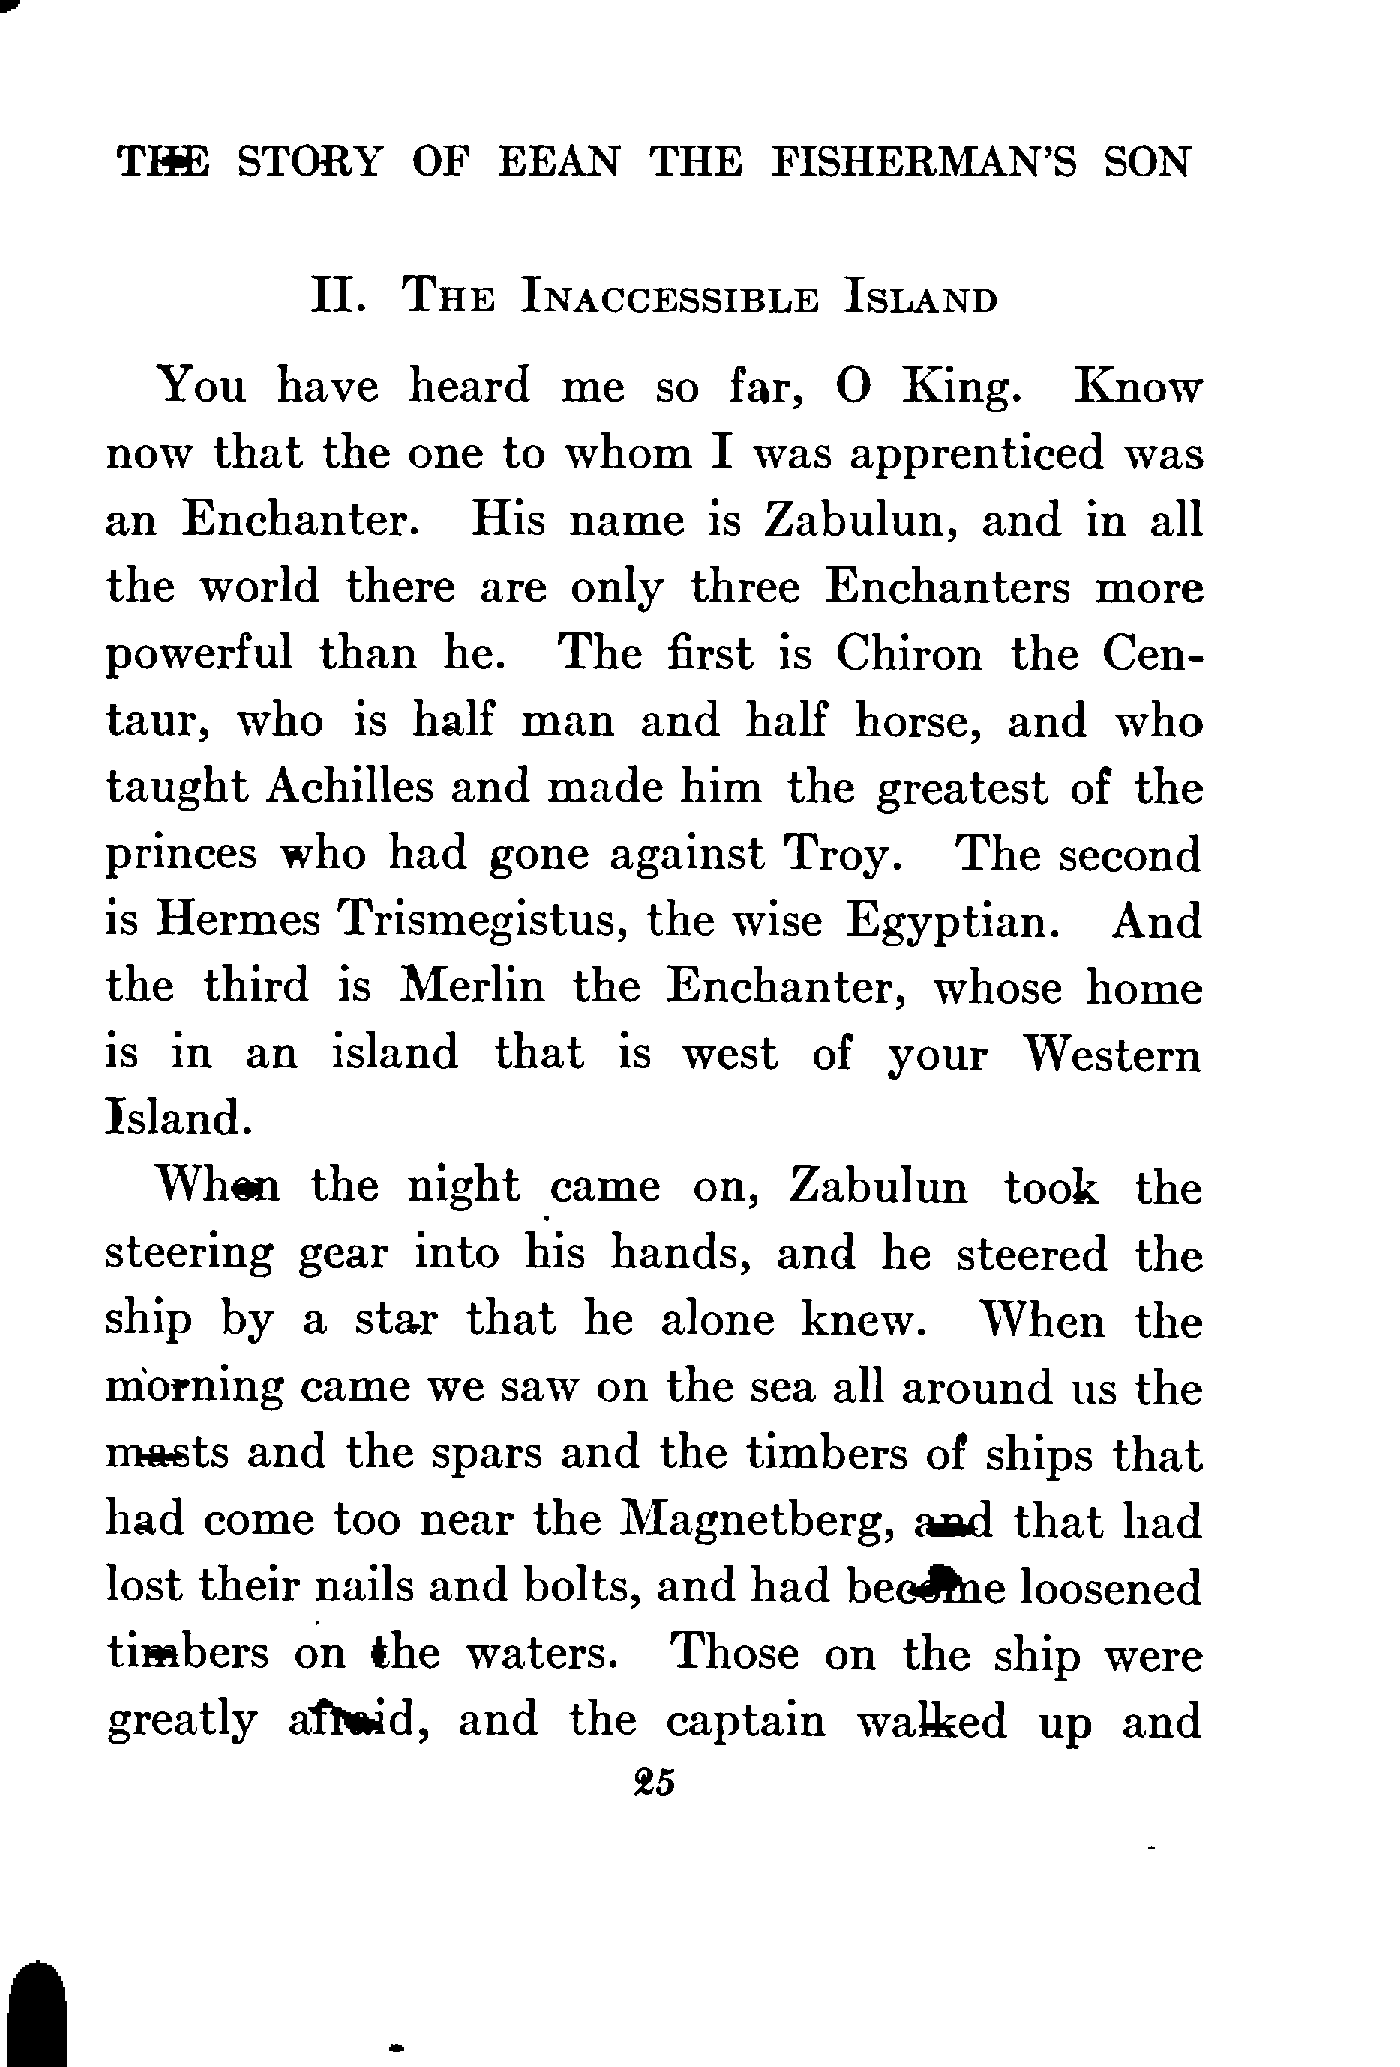 THE STORY OF EEAN THE FISHERMAN'S SON
II. The Inaccessible Island
You have heard me so far, O King. Know
now that the one to whom I was apprenticed was
an Enchanter. His name is Zabulun, and in all
the world there are only three Enchanters more
powerful than he. The first is Chiron the Cen-
taur, who is half man and half horse, and who
taught Achilles and made him the greatest of the
princes who had gone against Troy. The second
is Hermes Trismegistus, the wise Egyptian. And
the third is Merlin the Enchanter, whose home
is in an island that is west of your Western
Island.
When the night came on, Zabulun took the
steering gear into his hands, and he steered the
ship by a star that he alone knew. When the
morning came we saw on the sea all around us the
masts and the spars and the timbers of ships that
had come too near the Magnetberg, and that had
lost their nails and bolts, and had become loosened
timbers on the waters. Those on the ship were
greatly afraid, and the captain walked up and
25